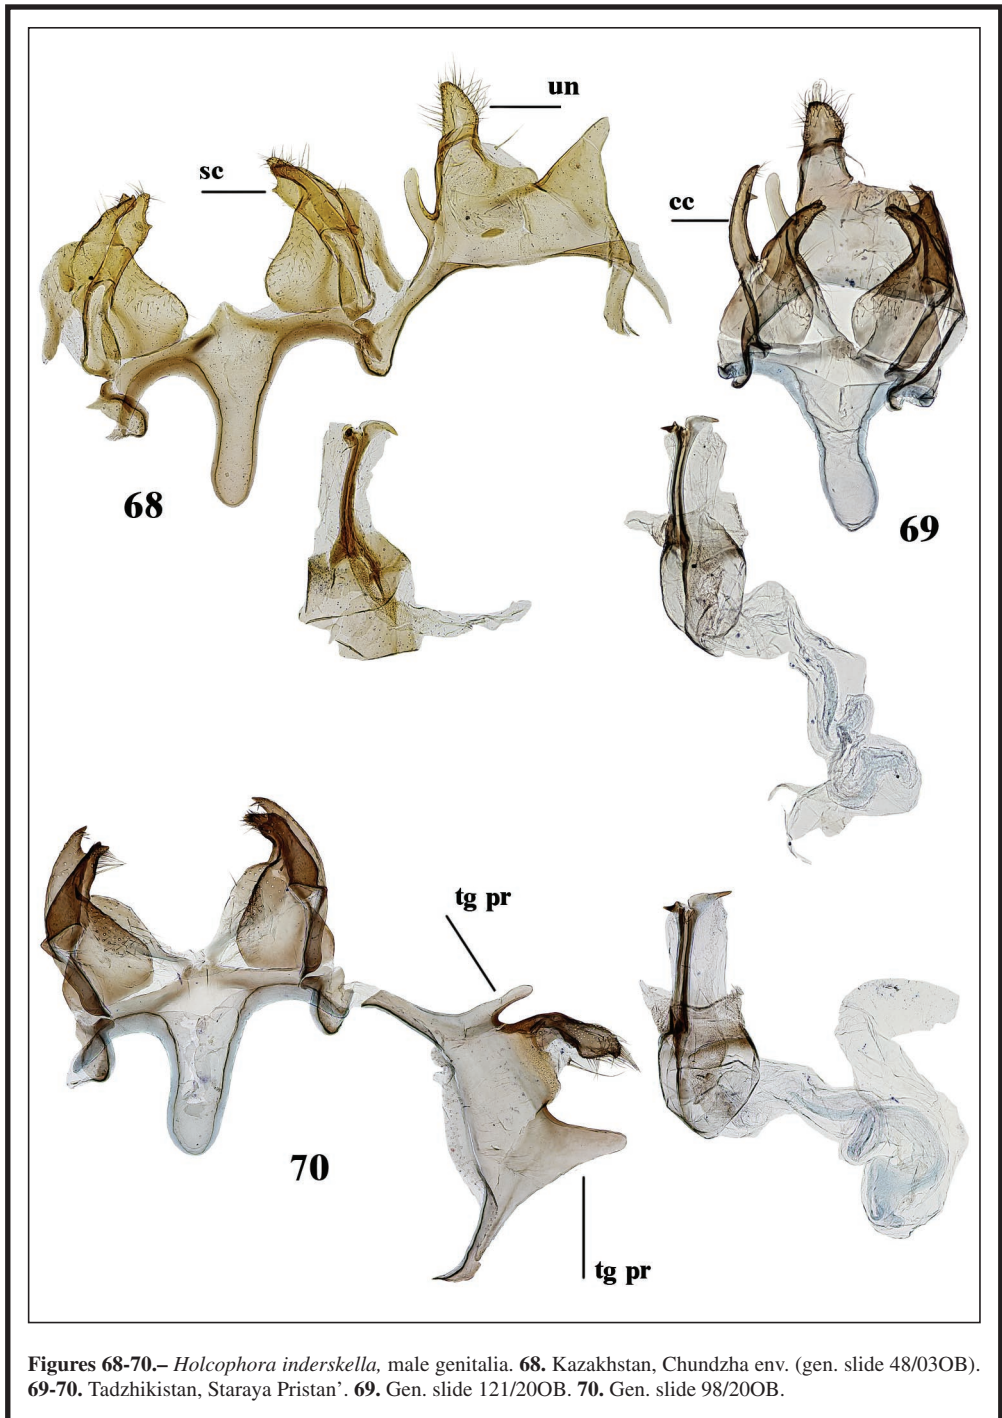 un
sc
cc
68
69
tg pr
70
tg pr
Figures 68-70.– Holcophora inderskella, male genitalia. 68. Kazakhstan, Chundzha env. (gen. slide 48/03OB).
69-70. Tadzhikistan, Staraya Pristan’. 69. Gen. slide 121/20OB. 70. Gen. slide 98/20OB.